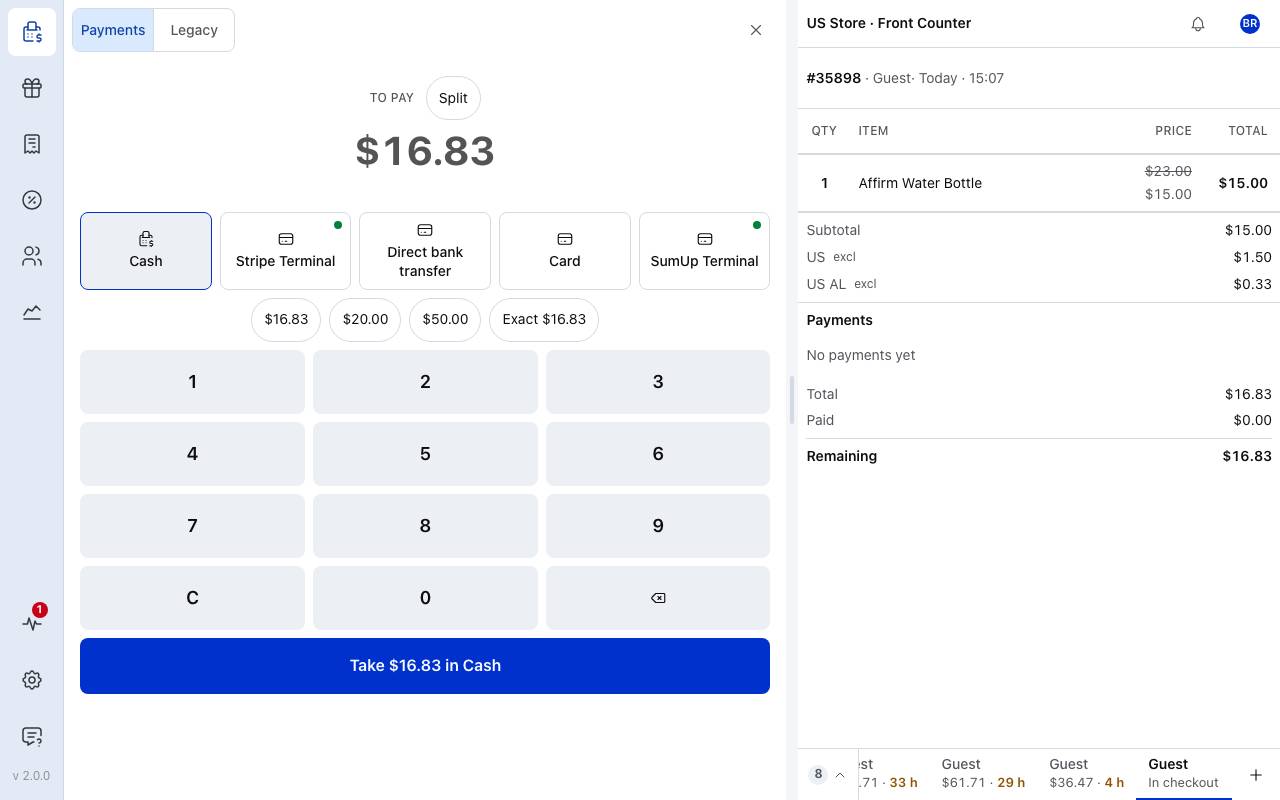 Payments
Legacy
TO PAY
Split
$16.83
Cash
Stripe Terminal
Direct bank
transfer
Card
SumUp Terminal
$16.83
$20.00
$50.00
Exact $16.83
1
2
3
4
5
6
7
8
9
C
0
Take $16.83 in Cash
1
v 2.0.0
US Store · Front Counter
BR
#35898 · Guest· Today · 15:07
QTY ITEM PRICE TOTAL
$23.00
1 Affirm Water Bottle $15.00
$15.00
Subtotal $15.00
US excl $1.50
US AL excl $0.33
Payments
No payments yet
Total $16.83
Paid $0.00
Remaining $16.83
8
est
.71 · 33 h
Guest
$61.71 · 29 h
Guest
$36.47 · 4 h
Guest
In checkout